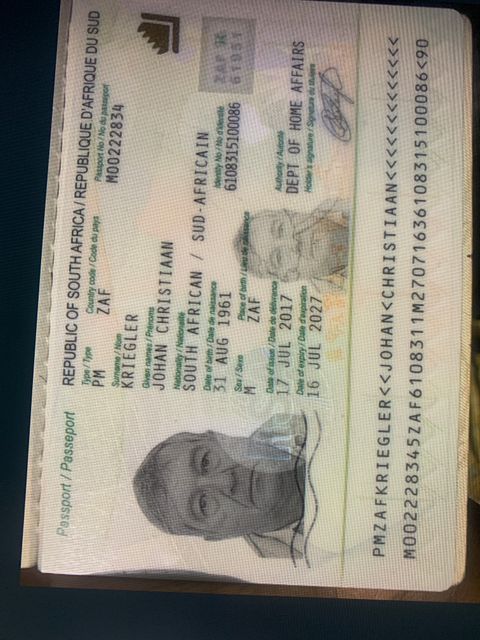 Passport / Passeport
REPUBLIC OF SOUTH AFRICA / REPUBLIQUE D'AFRIQUE DU SUD
Type / Type Country code / Code du pays Passport No / No du passeport
PM ZAF M00222834
Surname / Nom
KRIEGLER
Given names / Prénoms
JOHAN CHRISTIAAN
Nationality / Nationalité
SOUTH AFRICAN / SUD-AFRICAIN
Date of birth / Date de naissance Identity No / No d'identité
31 AUG 1961 6108315100086
Sex / Sexe Place of birth / Lieu de naissance
M ZAF
Date of issue / Date de délivrance Authority / Autorité
17 JUL 2017 DEPT OF HOME AFFAIRS
Date of expiry / Date d'expiration Holder's signature / Signature du titulaire
16 JUL 2027
PMZAFKRIEGLER<<JOHAN<CHRISTIAAN<<<<<<<<<<<<<
M002228345ZAF6108311M27071636108315100086<90